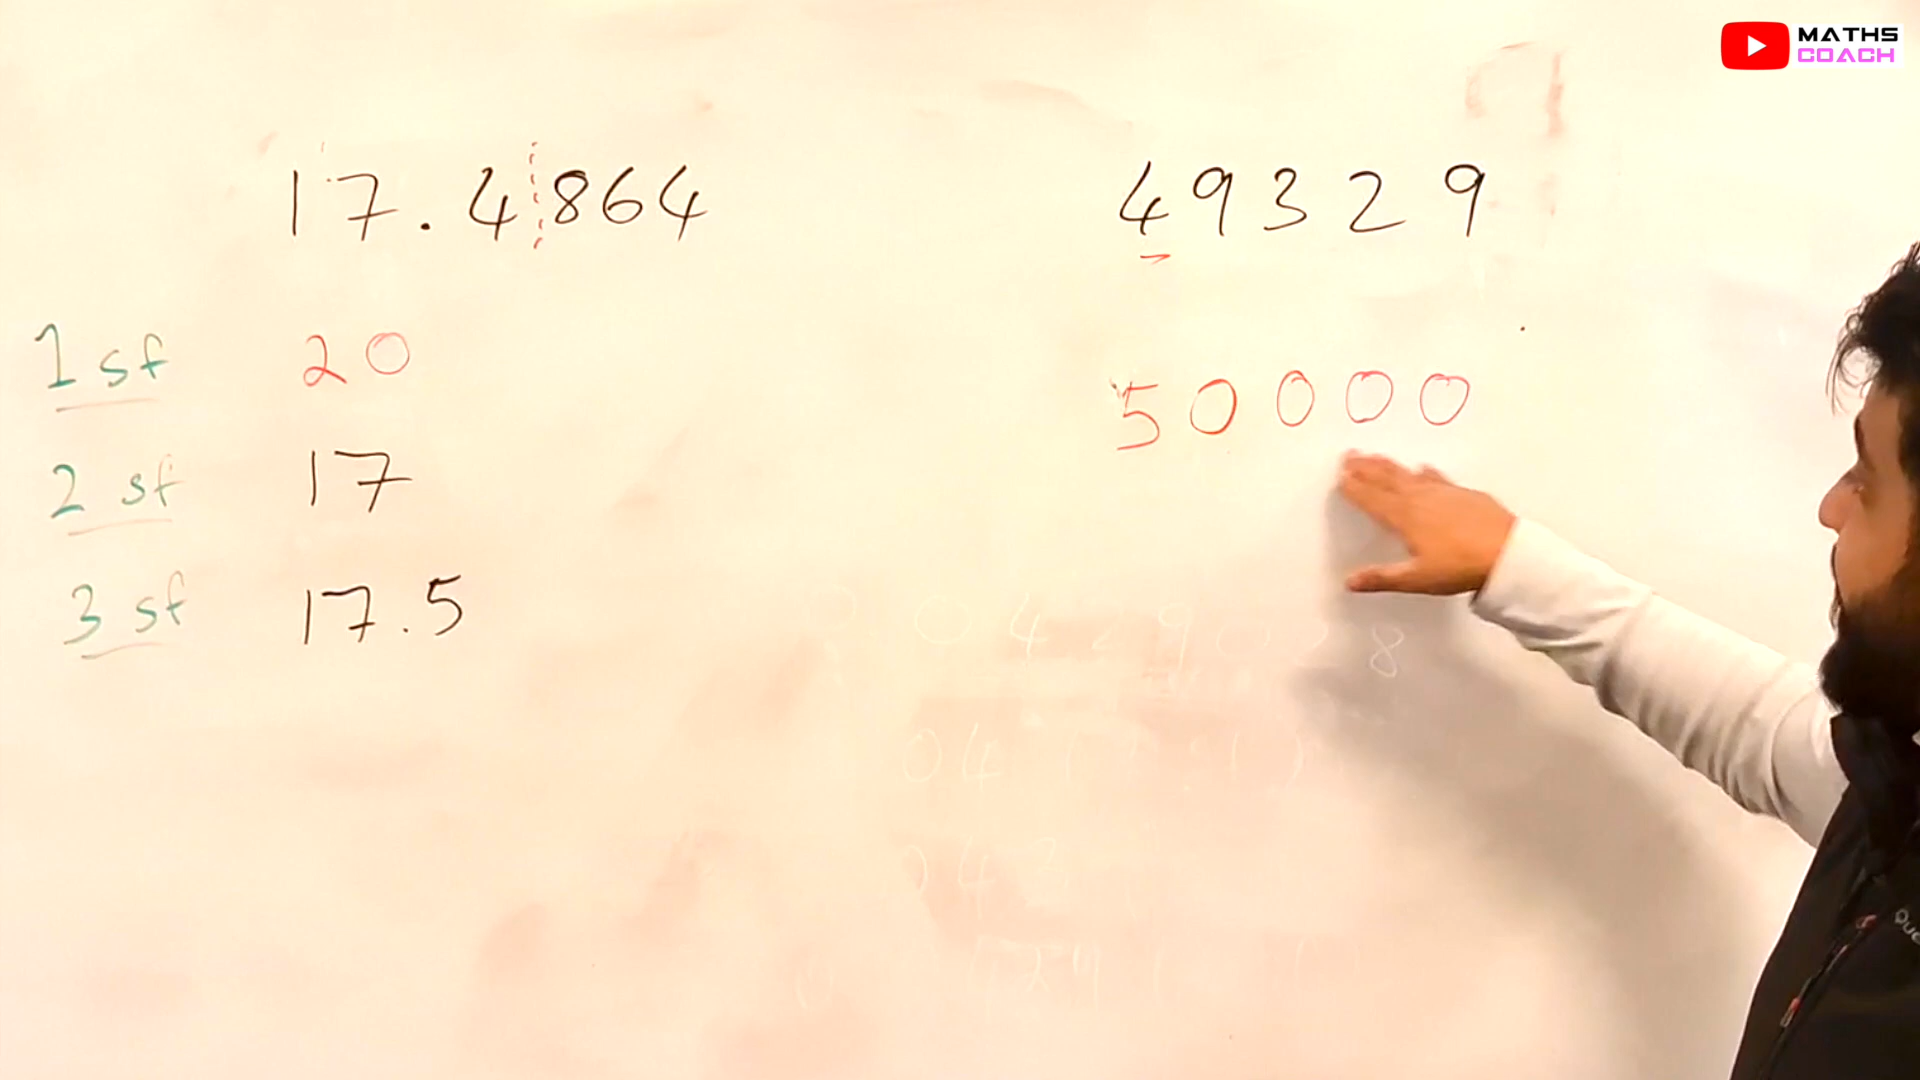 MATHS
COACH
17.4864
49329
1 sf 20
50000
2 sf 17
3 sf 17.5